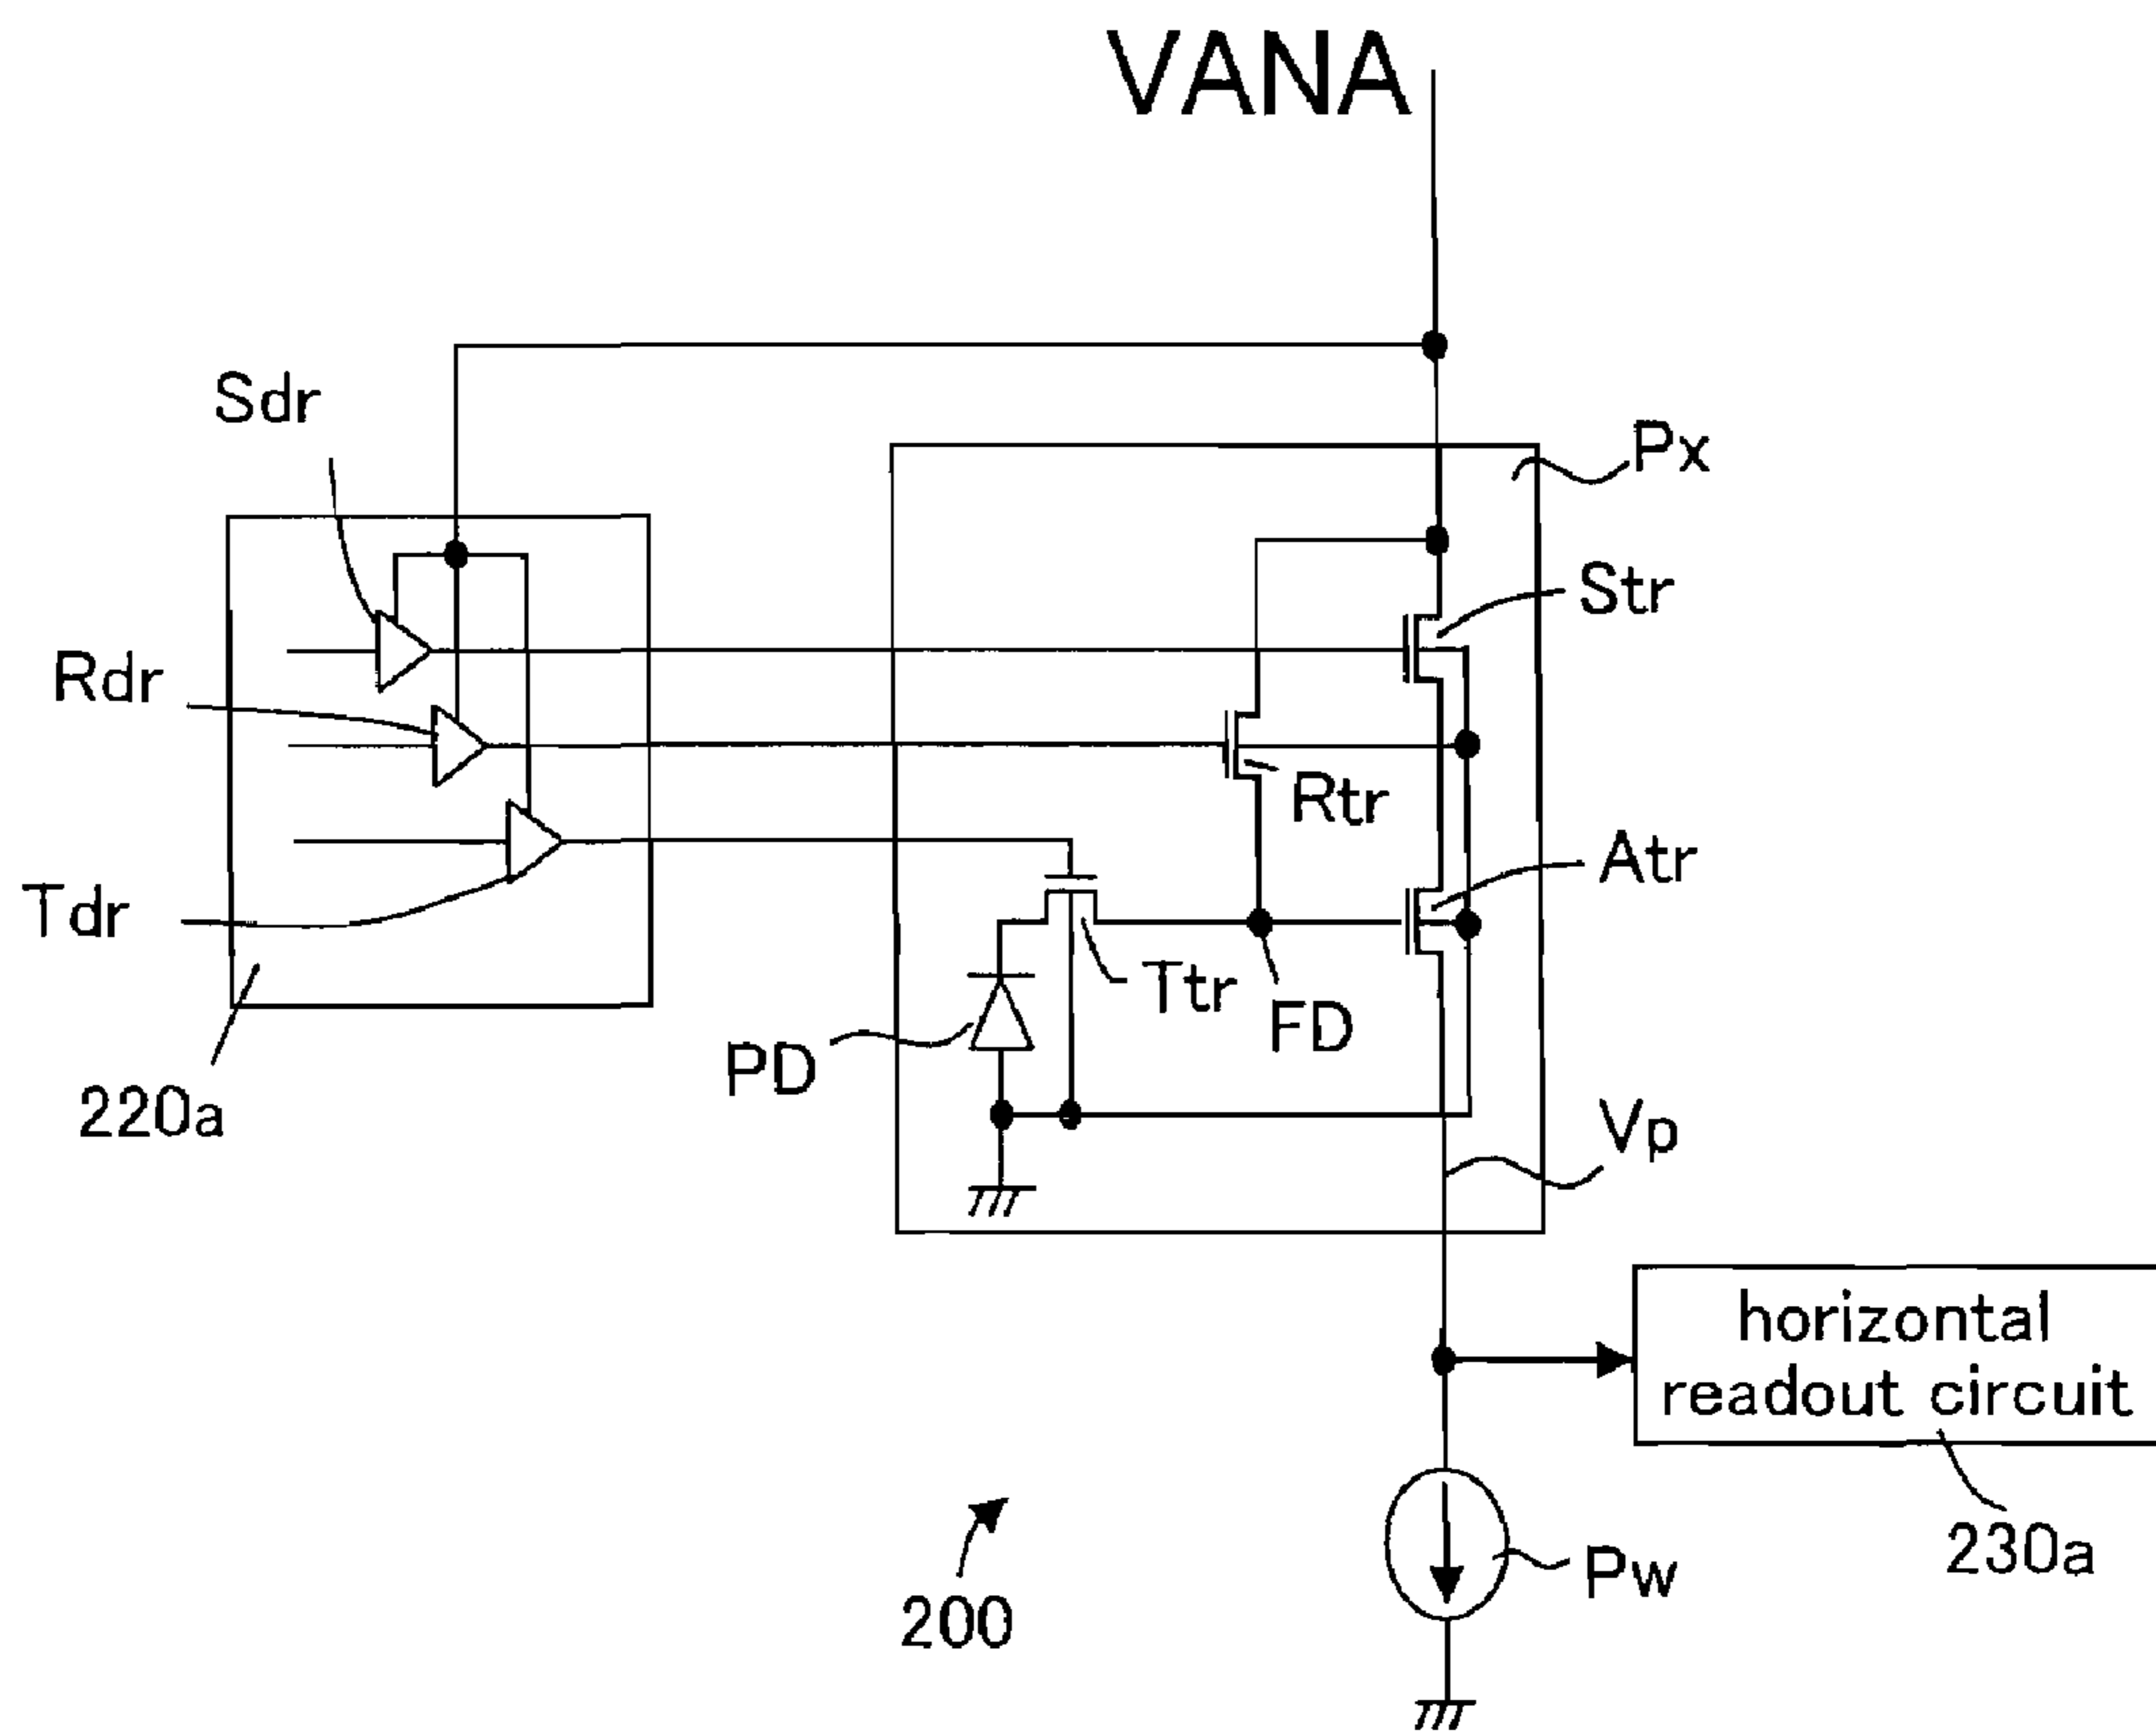 VANA
Sdr
Px
Str
Rdr
Rtr
Atr
Tdr
Ttr
FD
PD
220a
Vp
horizontal
readout circuit
230a
Pw
200